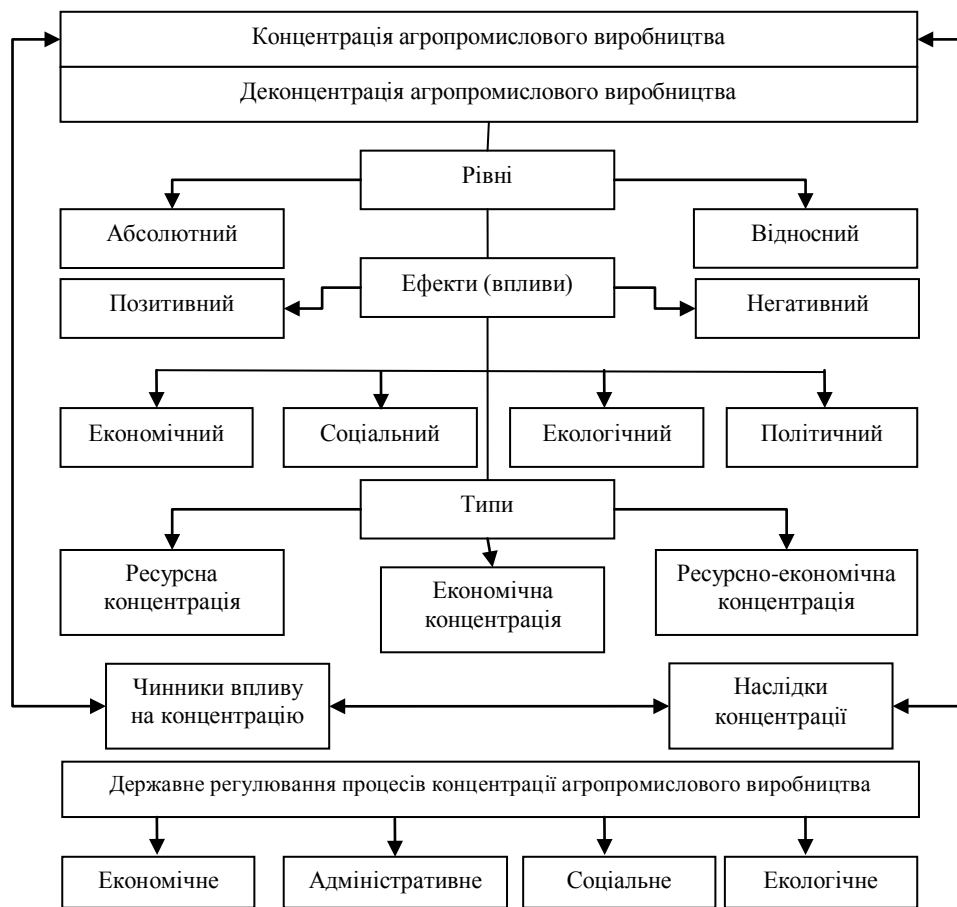 Концентрація агропромислового виробництва
Деконцентрація агропромислового виробництва
Рівні
Абсолютний
Відносний
Ефекти (впливи)
Позитивний
Негативний
Економічний
Соціальний
Екологічний
Політичний
Типи
Ресурсна
концентрація
Економічна
концентрація
Ресурсно-економічна
концентрація
Чинники впливу
на концентрацію
Наслідки
концентрації
Державне регулювання процесів концентрації агропромислового виробництва
Економічне
Адміністративне
Соціальне
Екологічне